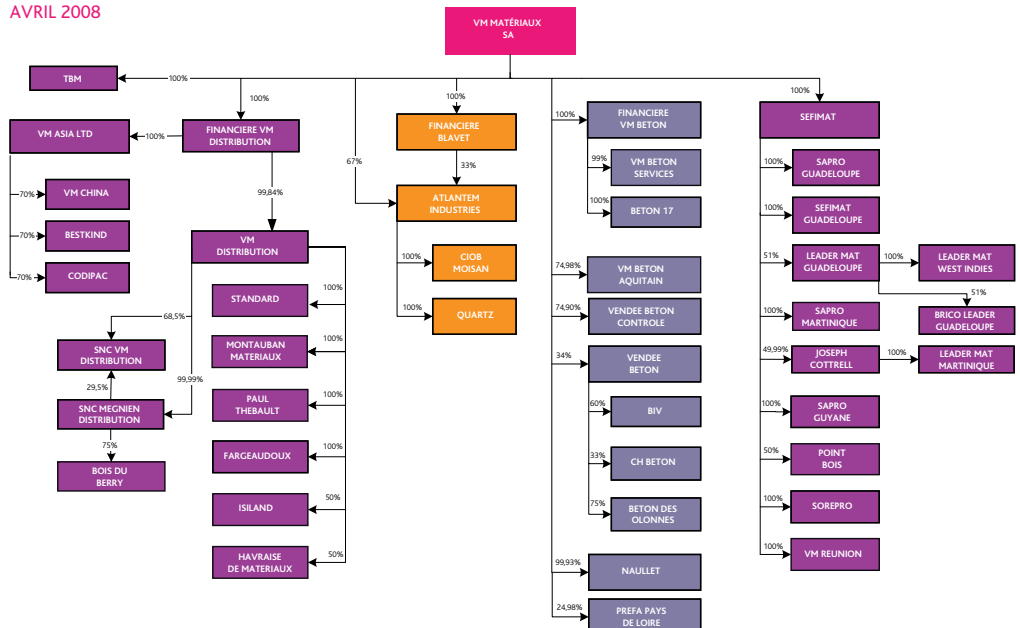 AVRIL 2008
VM MATÉRIAUX
SA
TBM
100%
100%
100%
100%
100%
67%
VM ASIA LTD
100%
FINANCIERE VM
DISTRIBUTION
70%
VM CHINA
70%
BESTKIND
70%
CODIPAC
99,84%
VM
DISTRIBUTION
68,5%
SNC VM
DISTRIBUTION
29,5%
99,99%
SNC MEGNIEN
DISTRIBUTION
75%
BOIS DU
BERRY
100%
STANDARD
100%
MONTAUBAN
MATERIAUX
100%
PAUL
THEBAULT
100%
FARGEAUDOUX
50%
ISILAND
50%
HAVRAISE
DE MATERIAUX
FINANCIERE
BLAVET
33%
ATLANTEM
INDUSTRIES
100%
CIOB
MOISAN
100%
QUARTZ
FINANCIERE
VM BETON
99%
VM BETON
SERVICES
100%
BETON 17
74,98%
VM BETON
AQUITAIN
74,90%
VENDEE BETON
CONTROLE
34%
VENDEE
BETON
60%
BIV
33%
CH BETON
75%
BETON DES
OLONNES
99,93%
NAULLET
24,98%
PREFA PAYS
DE LOIRE
SEFIMAT
100%
SAPRO
GUADELOUPE
100%
SEFIMAT
GUADELOUPE
51%
LEADER MAT
GUADELOUPE
100%
LEADER MAT
WEST INDIES
51%
BRICO LEADER
GUADELOUPE
100%
SAPRO
MARTINIQUE
49,99%
JOSEPH
COTTRELL
100%
LEADER MAT
MARTINIQUE
100%
SAPRO
GUYANE
50%
POINT
BOIS
100%
SOREPRO
100%
VM REUNION